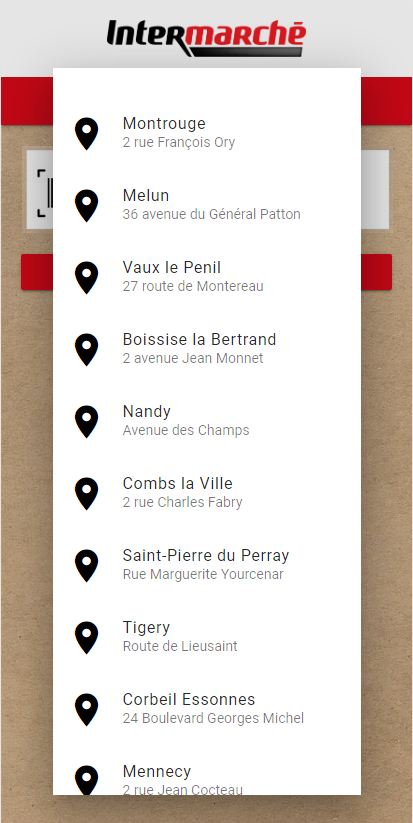 Intermarché
Montrouge
2 rue François Ory
Melun
36 avenue du Général Patton
Vaux le Penil
27 route de Montereau
Boissise la Bertrand
2 avenue Jean Monnet
Nandy
Avenue des Champs
Combs la Ville
2 rue Charles Fabry
Saint-Pierre du Perray
Rue Marguerite Yourcenar
Tigery
Route de Lieusaint
Corbeil Essonnes
24 Boulevard Georges Michel
Mennecy
2 rue Jean Cocteau